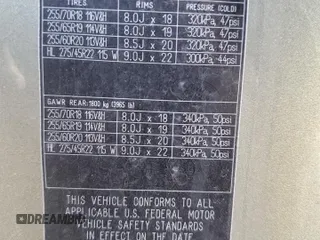 TIRES RIMS PRESSURE (COLD)
255/70R18 116V&H 8.0J x 18 320kPa, 47psi
255/65R19 114V&H 8.0J x 19 320kPa, 47psi
255/60R20 113V&H 8.5J x 20 320kPa, 47psi
HL 275/45R22 115 W 9.0J x 22 300kPa, 44psi
GAWR REAR: 1800 kg (3965 lb)
255/70R18 116V&H 8.0J x 18 340kPa, 50psi
255/65R19 114V&H 8.0J x 19 340kPa, 50psi
255/60R20 113V&H 8.5J x 20 340kPa, 50psi
HL 275/45R22 115 W 9.0J x 22 340kPa, 50psi
THIS VEHICLE CONFORMS TO ALL
APPLICABLE U.S. FEDERAL MOTOR
VEHICLE SAFETY STANDARDS
IN EFFECT ON THE DATE